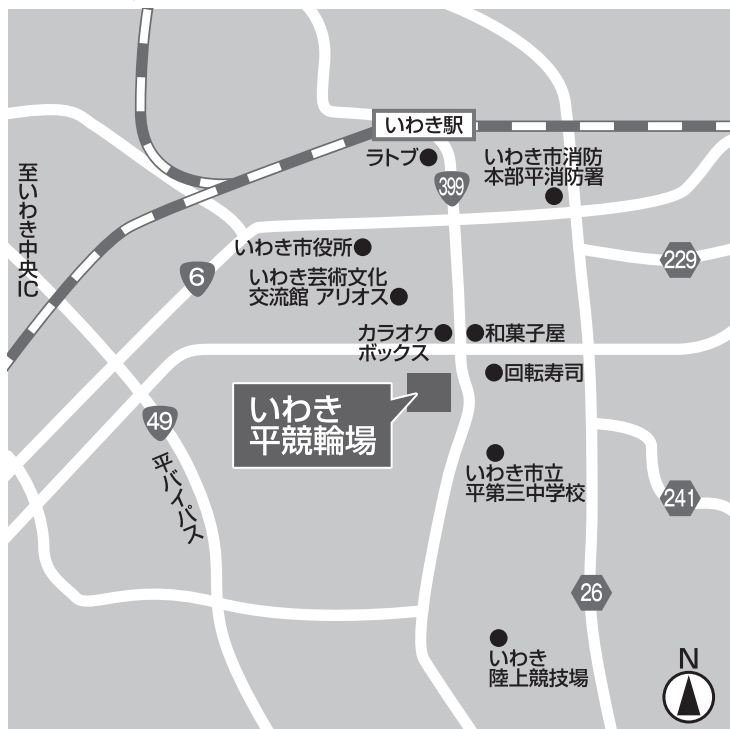 いわき駅
ラトブ
いわき市消防
本部平消防署
399
至いわき中央IC
いわき市役所
6
229
いわき芸術文化
交流館 アリオス
カラオケ
ボックス
和菓子屋
回転寿司
いわき
平競輪場
49
平バイパス
いわき市立
平第三中学校
241
26
いわき
陸上競技場
N